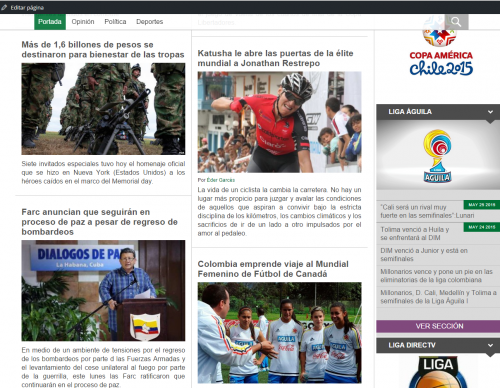 Editar página
Portada
Opinión
Política
Deportes
Más de 1,6 billones de pesos se
destinaron para bienestar de las tropas
Siete invitados especiales tuvo hoy el homenaje oficial
que se hizo en Nueva York (Estados Unidos) a los
héroes caídos en el marco del Memorial day.
Farc anuncian que seguirán en
proceso de paz a pesar de regreso de
bombardeos
DIALOGOS DE PAZ
La Habana, Cuba
En medio de un ambiente de tensiones por el regreso
de los bombardeos por parte d las Fuerzas Armadas y
el levantamiento del cese unilateral al fuego por parte
de la guerrilla, este lunes las Farc ratificaron que
continuarán en el proceso de paz.
Katusha le abre las puertas de la élite
mundial a Jonathan Restrepo
Por Eder Garcés
La vida de un ciclista la cambia la carretera. No hay un
lugar más propicio para juzgar y avalar las condiciones
de aquellos que aspiran a convivir bajo la estricta
disciplina de los kilómetros, los cambios climáticos y los
sacrificios de ir de un lado a otro impulsados por el
amor al pedaleo.
Colombia emprende viaje al Mundial
Femenino de Fútbol de Canadá
COPA AMÉRICA
chile2015
LIGA ÁGUILA
AGUILA
MAY 25 2015
"Cali será un rival muy
fuerte en las semifinales" Lunari
MAY 24 2015
Tolima venció a Huila y
se enfrentará al DIM
DIM venció a Junior y está en
semifinales
Millonarios vence y pone un pie en las
eliminatorias de la liga colombiana
Millonarios, D. Cali, Medellín y Tolima a
semifinales de la Liga Águila I
VER SECCIÓN
LIGA DIRECTV
LIGA